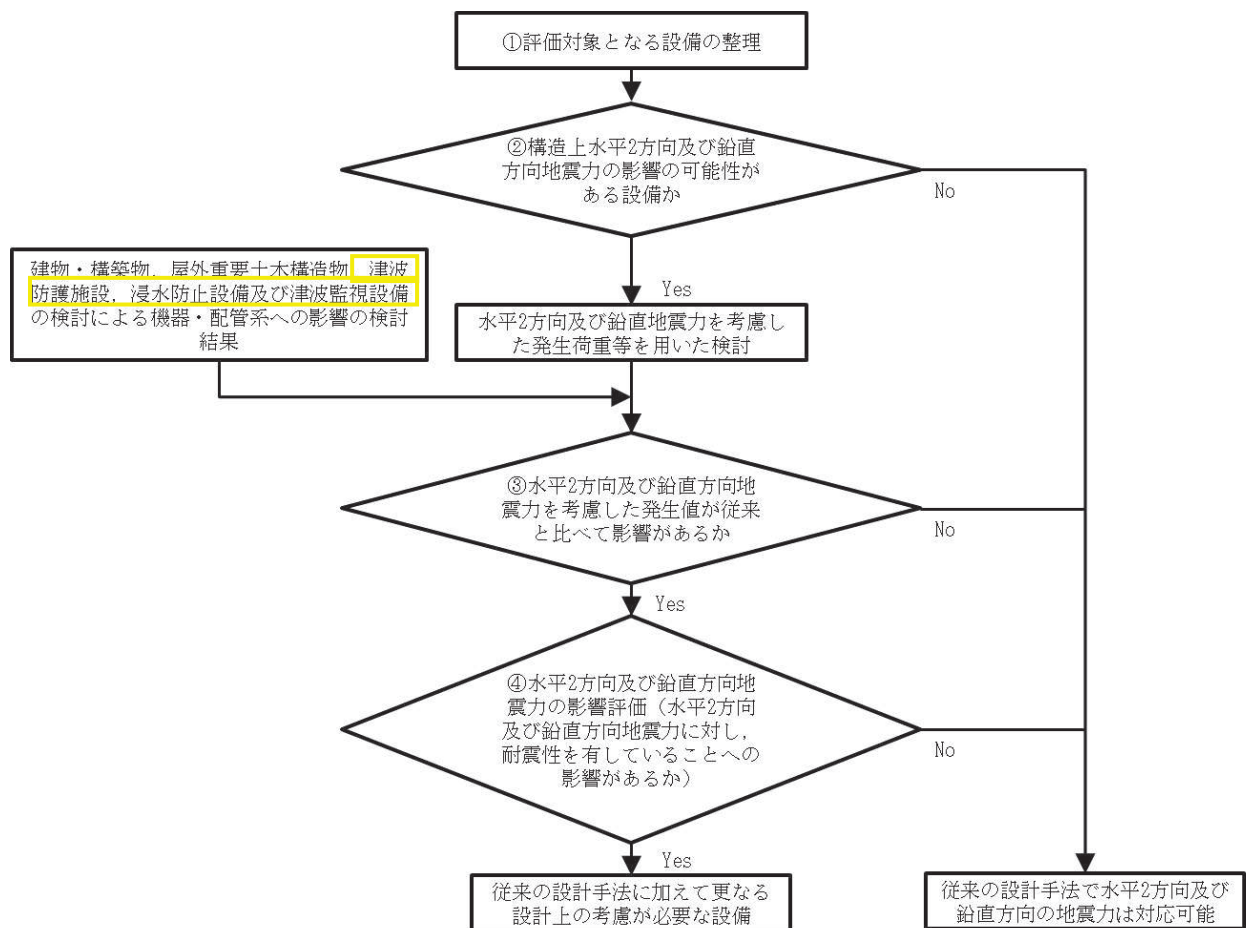 ①評価対象となる設備の整理
②構造上水平2方向及び鉛直
方向地震力の影響の可能性が
ある設備か
No
建物・構築物，屋外重要土木構造物，津波
防護施設，浸水防止設備及び津波監視設備
の検討による機器・配管系への影響の検討
結果
Yes
水平2方向及び鉛直地震力を考慮し
た発生荷重等を用いた検討
③水平2方向及び鉛直方向地
震力を考慮した発生値が従来
と比べて影響があるか
No
Yes
④水平2方向及び鉛直方向地
震力の影響評価（水平2方向
及び鉛直方向地震力に対し，
耐震性を有していることへの
影響があるか）
No
Yes
従来の設計手法に加えて更なる
設計上の考慮が必要な設備
従来の設計手法で水平2方向及び
鉛直方向の地震力は対応可能